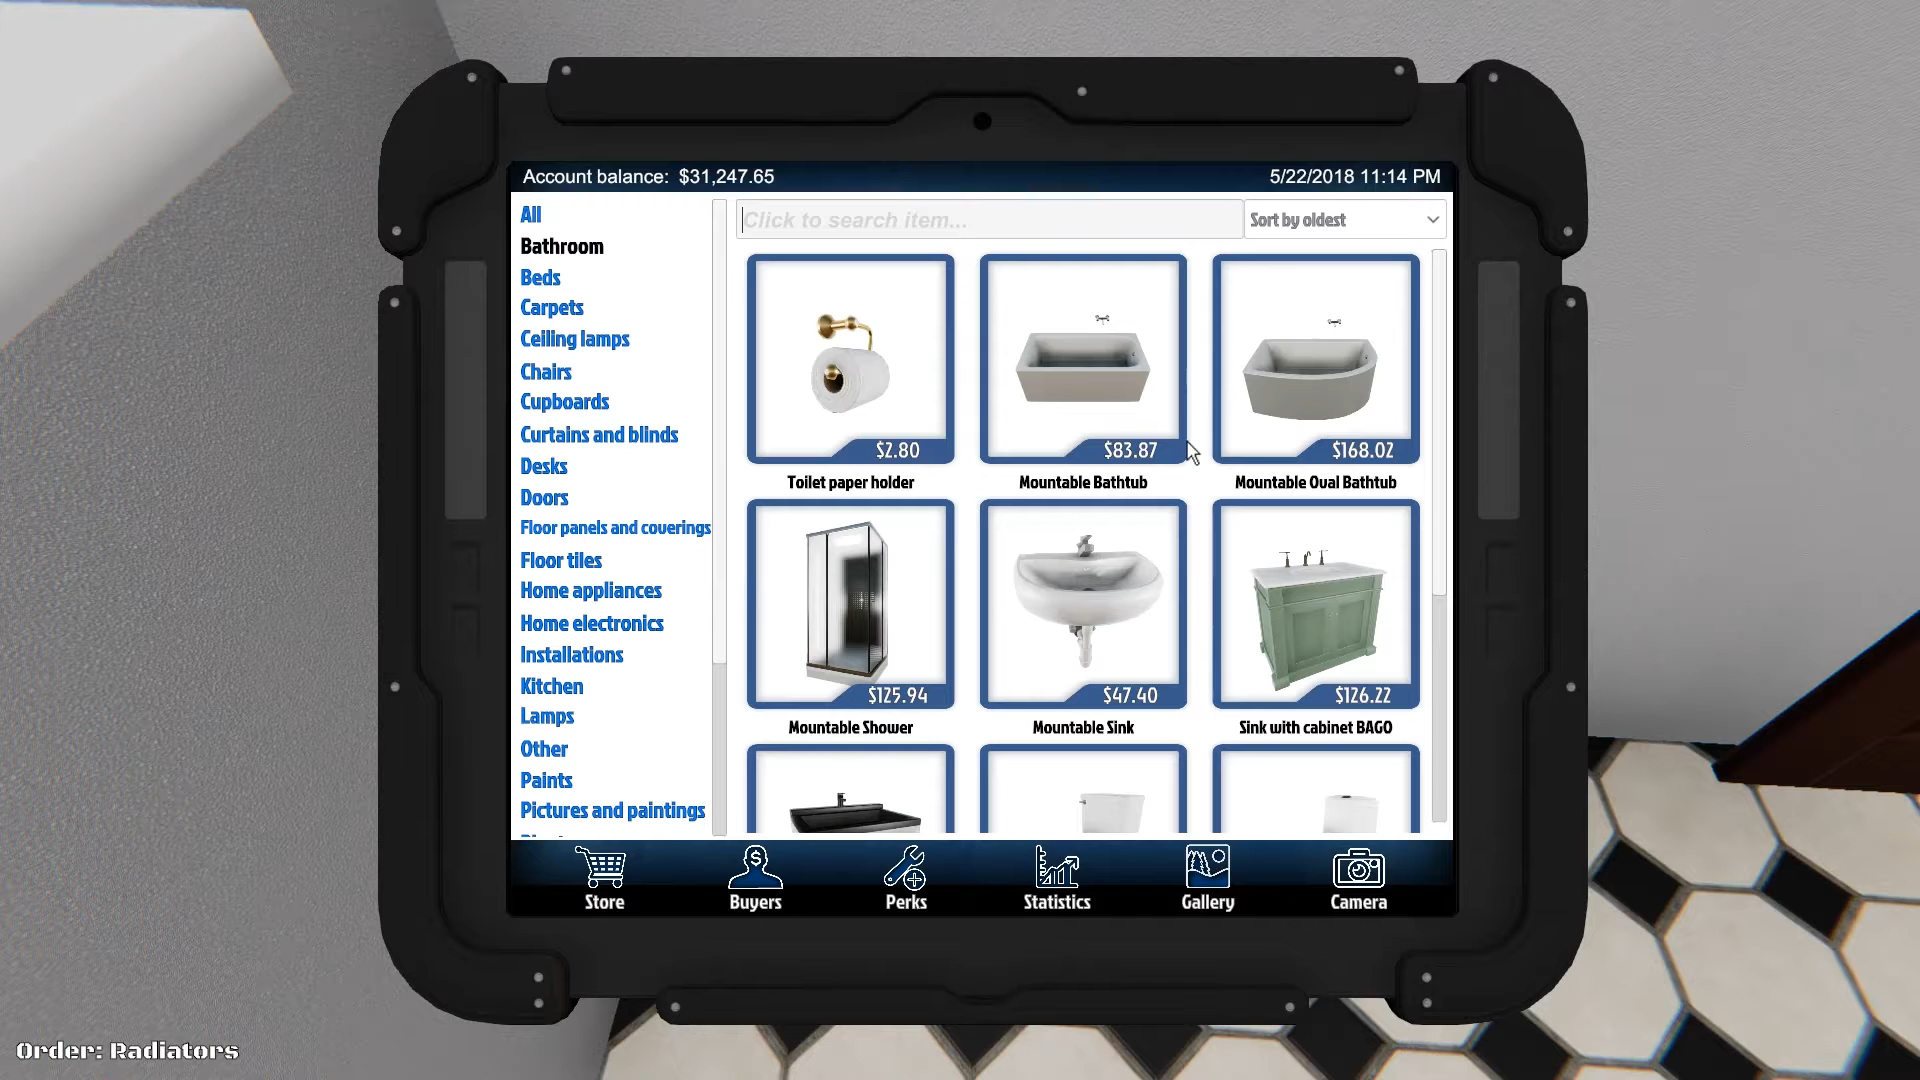 Account balance: $31,247.65
5/22/2018 11:14 PM
All
Bathroom
Beds
Carpets
Ceiling lamps
Chairs
Cupboards
Curtains and blinds
Desks
Doors
Floor panels and coverings
Floor tiles
Home appliances
Home electronics
Installations
Kitchen
Lamps
Other
Paints
Pictures and paintings
Click to search item...
Sort by oldest
$2.80
$83.87
$168.02
Toilet paper holder
Mountable Bathtub
Mountable Oval Bathtub
$125.94
$47.40
$126.22
Mountable Shower
Mountable Sink
Sink with cabinet BAGO
Store
Buyers
Perks
Statistics
Gallery
Camera
Order: Radiators